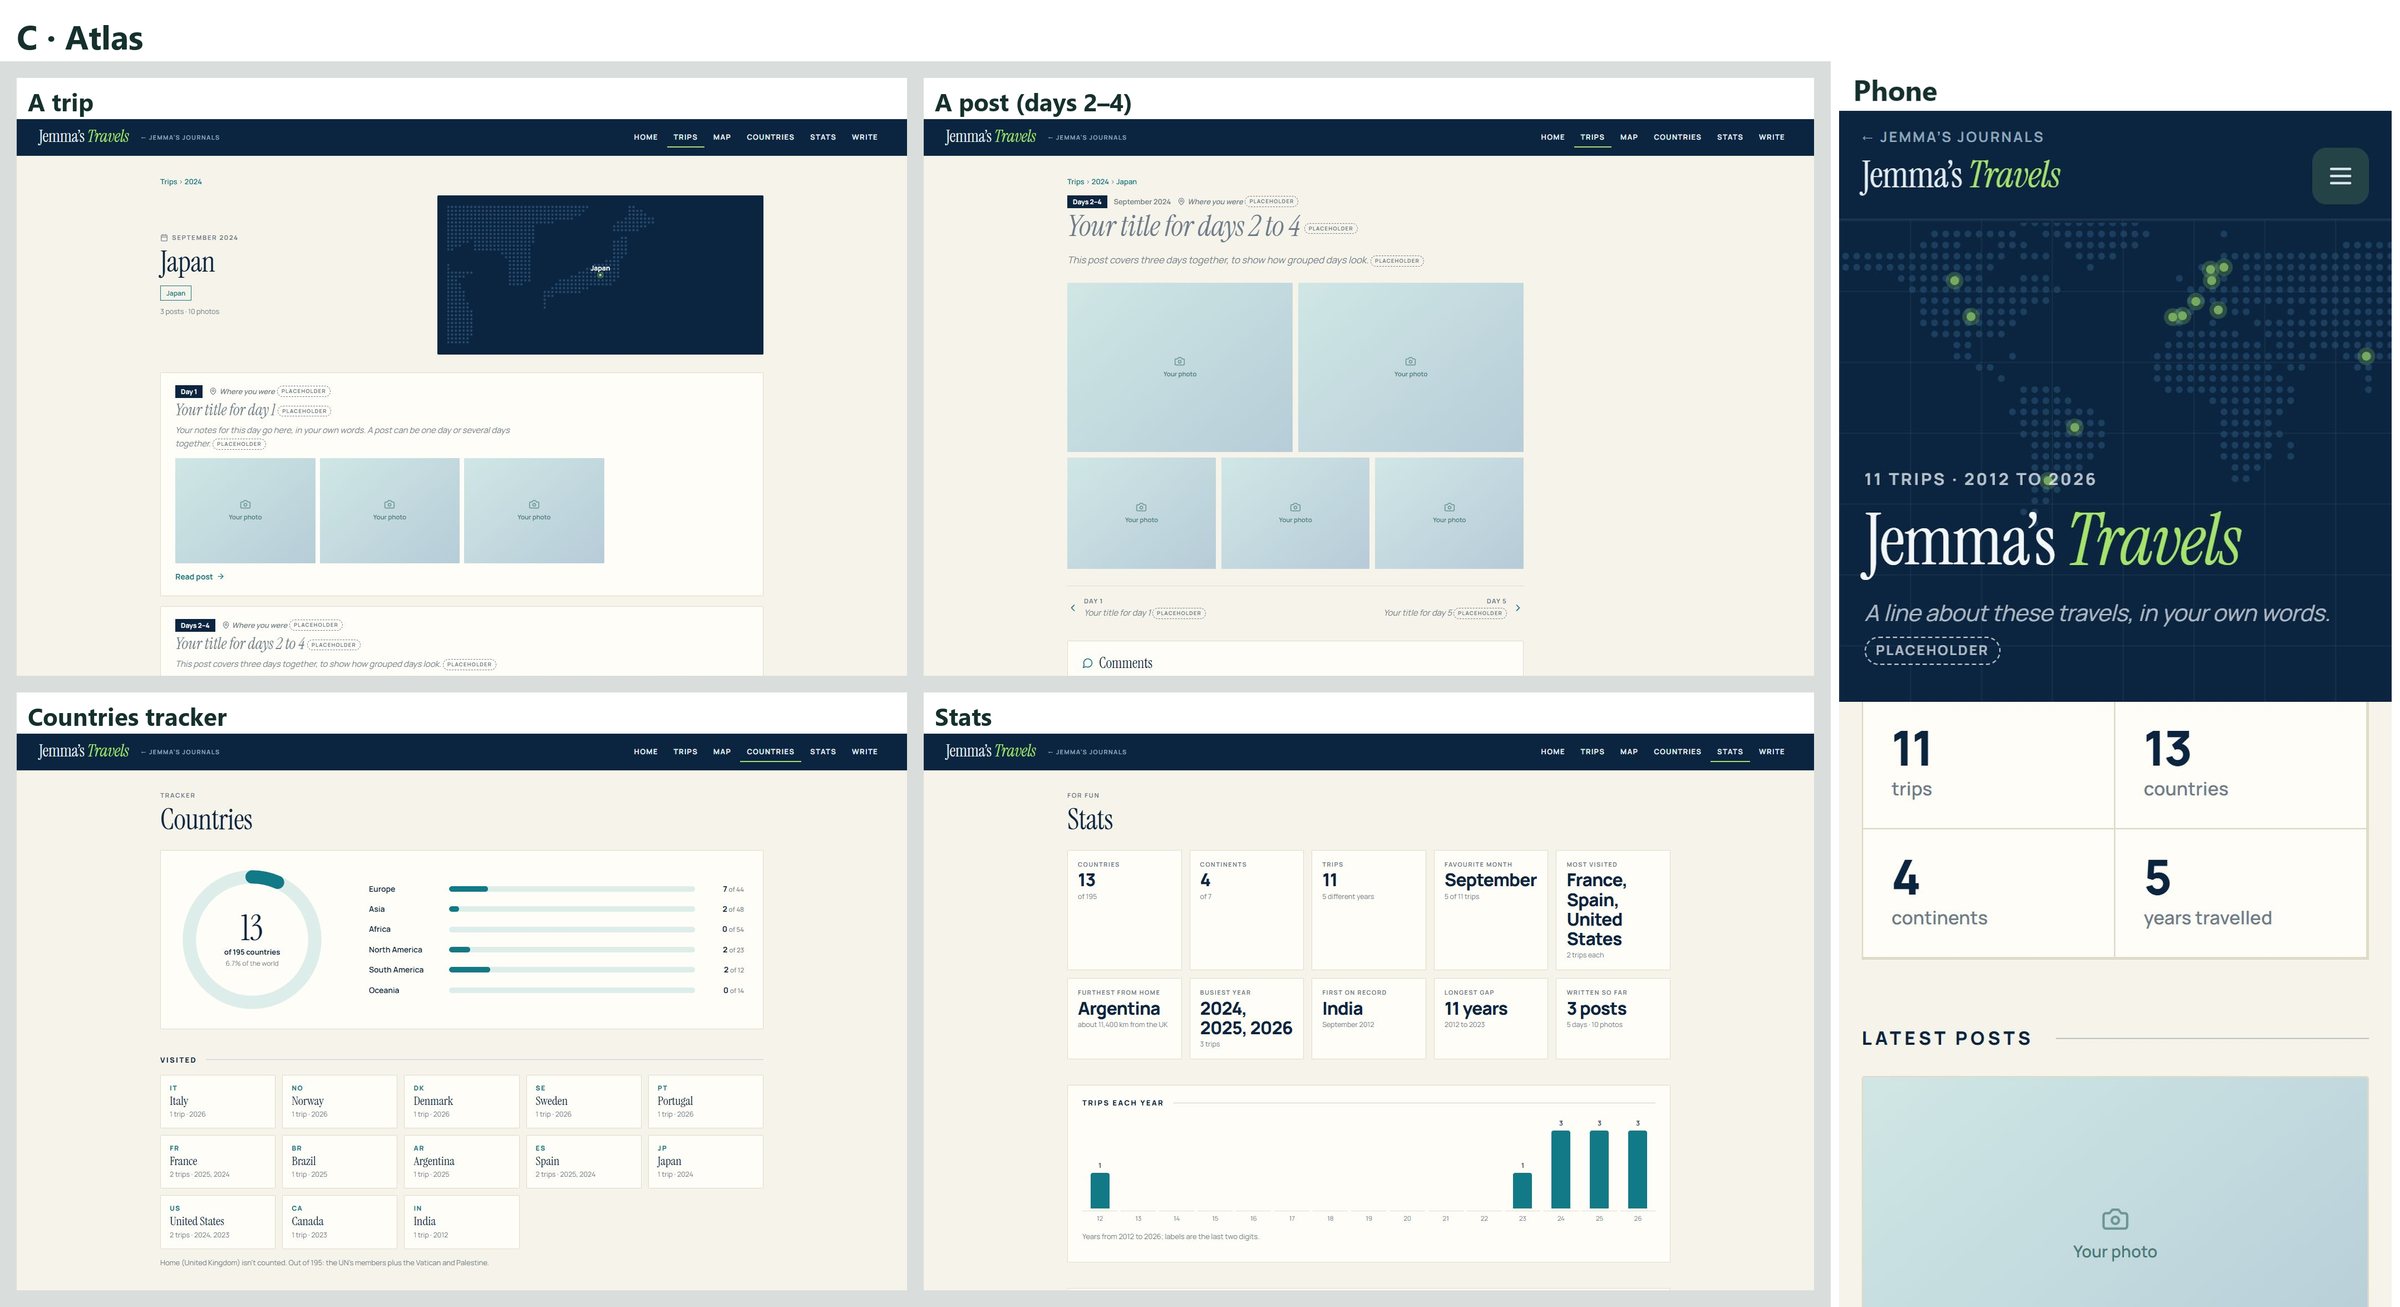 C · Atlas
A trip
Jemma's Travels
← JEMMA'S JOURNALS
HOME TRIPS MAP COUNTRIES STATS WRITE
Trips › 2024
SEPTEMBER 2024
Japan
Japan
3 posts · 10 photos
Japan
Day 1 Where you were PLACEHOLDER
Your title for day 1 PLACEHOLDER
Your notes for this day go here, in your own words. A post can be one day or several days
together. PLACEHOLDER
Your photo Your photo Your photo
Read post →
Days 2–4 Where you were PLACEHOLDER
Your title for days 2 to 4 PLACEHOLDER
This post covers three days together, to show how grouped days look. PLACEHOLDER
A post (days 2–4)
Jemma's Travels
← JEMMA'S JOURNALS
HOME TRIPS MAP COUNTRIES STATS WRITE
Trips › 2024 › Japan
Days 2–4 September 2024 Where you were PLACEHOLDER
Your title for days 2 to 4 PLACEHOLDER
This post covers three days together, to show how grouped days look. PLACEHOLDER
Your photo Your photo
Your photo Your photo Your photo
DAY 1 DAY 5
Your title for day 1 PLACEHOLDER Your title for day 5 PLACEHOLDER
Comments
Countries tracker
Jemma's Travels
← JEMMA'S JOURNALS
HOME TRIPS MAP COUNTRIES STATS WRITE
TRACKER
Countries
13
of 195 countries
6.7% of the world
Europe 7 of 44
Asia 2 of 48
Africa 0 of 54
North America 2 of 23
South America 2 of 12
Oceania 0 of 14
VISITED
IT NO DK SE PT
Italy Norway Denmark Sweden Portugal
1 trip · 2026 1 trip · 2026 1 trip · 2026 1 trip · 2026 1 trip · 2026
FR BR AR ES JP
France Brazil Argentina Spain Japan
2 trips · 2025, 2024 1 trip · 2025 1 trip · 2025 2 trips · 2025, 2024 1 trip · 2024
US CA IN
United States Canada India
2 trips · 2024, 2023 1 trip · 2023 1 trip · 2012
Home (United Kingdom) isn't counted. Out of 195: the UN's members plus the Vatican and Palestine.
Stats
Jemma's Travels
← JEMMA'S JOURNALS
HOME TRIPS MAP COUNTRIES STATS WRITE
FOR FUN
Stats
COUNTRIES
13
of 195
CONTINENTS
4
of 7
TRIPS
11
5 different years
FAVOURITE MONTH
September
5 of 11 trips
MOST VISITED
France,
Spain,
United
States
2 trips each
FURTHEST FROM HOME
Argentina
about 11,400 km from the UK
BUSIEST YEAR
2024,
2025, 2026
3 trips
FIRST ON RECORD
India
September 2012
LONGEST GAP
11 years
2012 to 2023
WRITTEN SO FAR
3 posts
5 days · 10 photos
TRIPS EACH YEAR
1 1 3 3 3
12 13 14 15 16 17 18 19 20 21 22 23 24 25 26
Years from 2012 to 2026; labels are the last two digits.
Phone
← JEMMA'S JOURNALS
Jemma's Travels
11 TRIPS · 2012 TO 2026
Jemma's Travels
A line about these travels, in your own words.
PLACEHOLDER
11 13
trips countries
4 5
continents years travelled
LATEST POSTS
Your photo